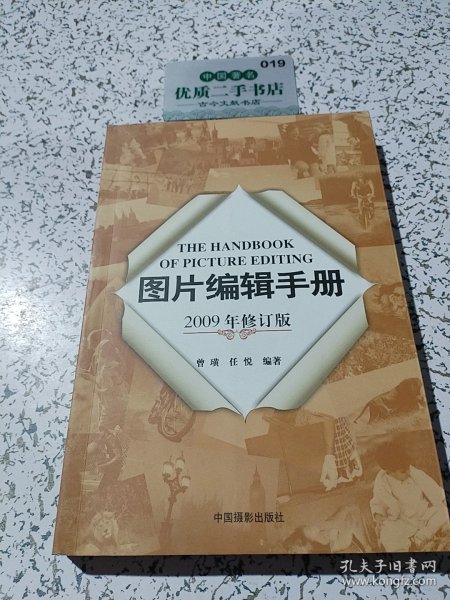 019
中国著名
优质二手书店
古今文献书店
THE HANDBOOK
OF PICTURE EDITING
图片编辑手册
2009年修订版
曾璜 任悦 编著
中国摄影出版社
孔夫子旧书网
www.kongfz.com